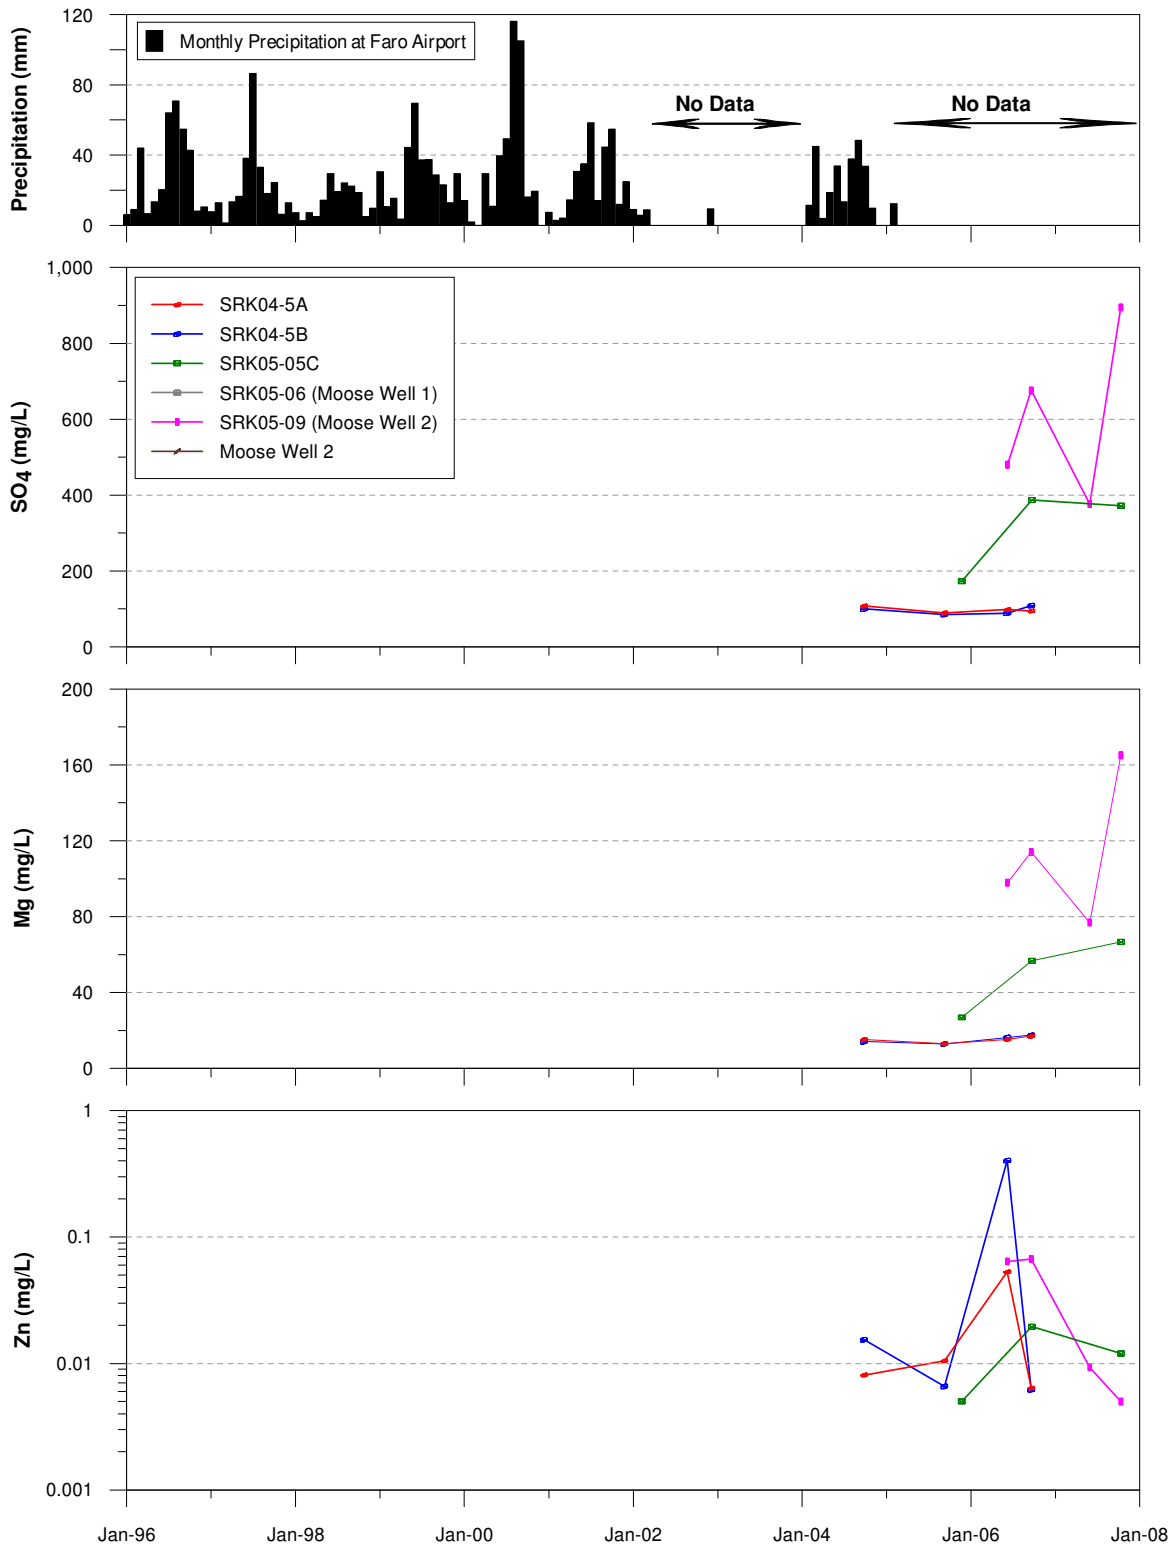 120
80
40
0
Precipitation (mm)
Monthly Precipitation at Faro Airport
No Data
No Data
1,000
800
600
400
200
0
SO4 (mg/L)
SRK04-5A
SRK04-5B
SRK05-05C
SRK05-06 (Moose Well 1)
SRK05-09 (Moose Well 2)
Moose Well 2
200
160
120
80
40
0
Mg (mg/L)
1
0.1
0.01
0.001
Zn (mg/L)
Jan-96
Jan-98
Jan-00
Jan-02
Jan-04
Jan-06
Jan-08